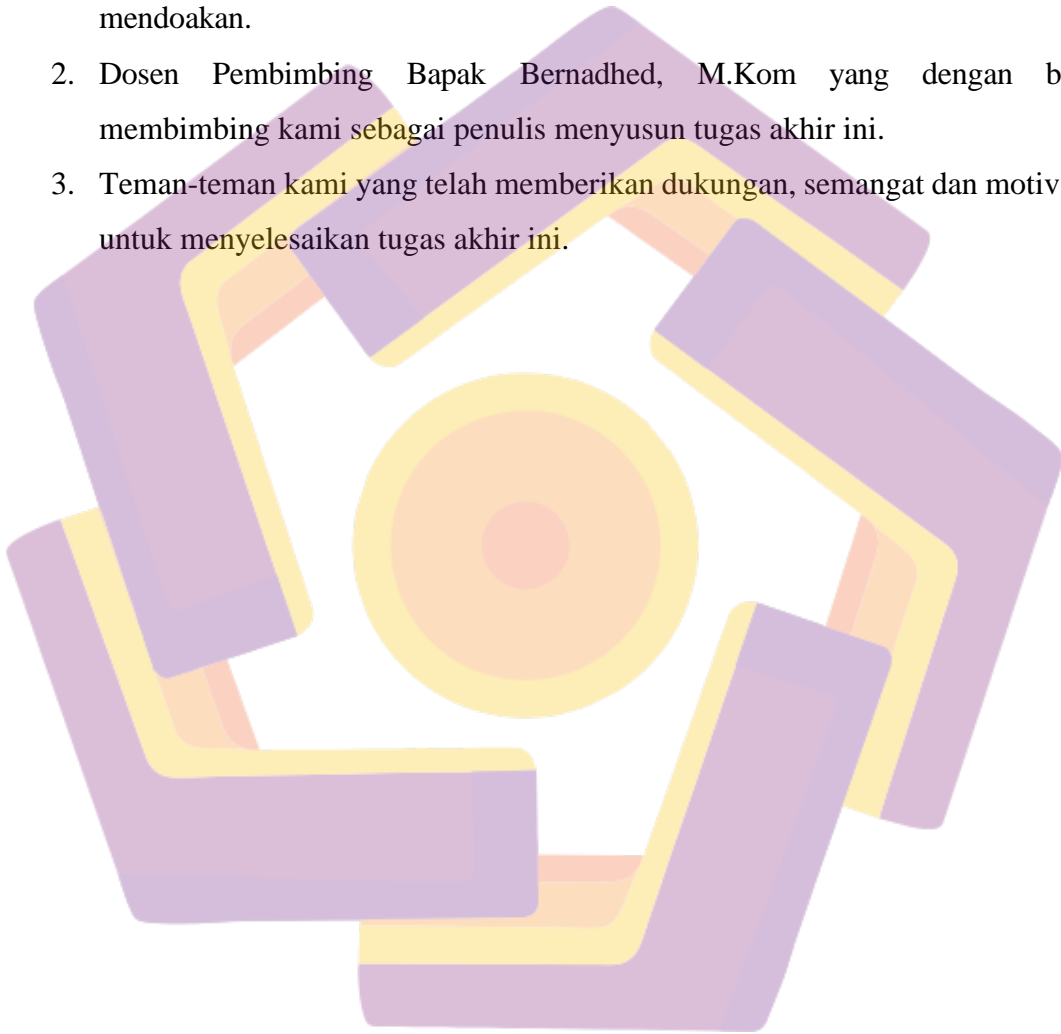 mendoakan.
2. Dosen Pembimbing Bapak Bernadhed, M.Kom yang dengan b
membimbing kami sebagai penulis menyusun tugas akhir ini.
3. Teman-teman kami yang telah memberikan dukungan, semangat dan motiv
untuk menyelesaikan tugas akhir ini.